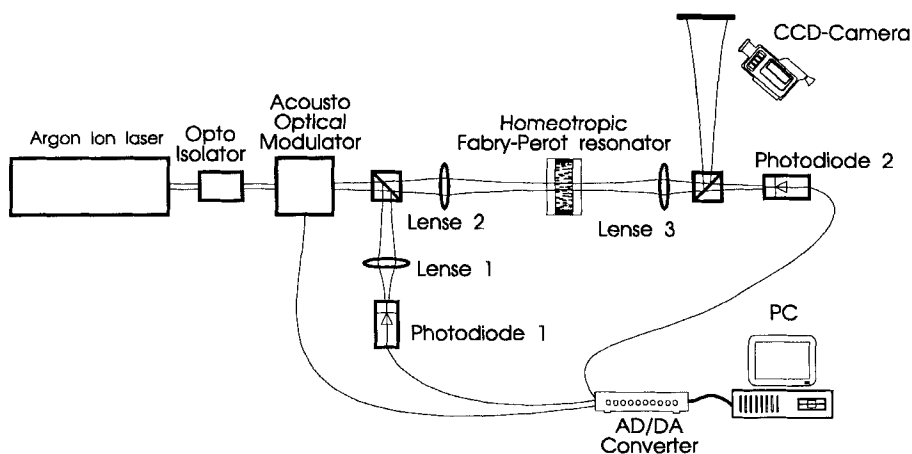 CCD-Camera
Acousto
Optical
Modulator
Opto
Isolator
Argon ion laser
Homeotropic
Fabry-Perot resonator
Photodiode 2
Lense 2
Lense 3
Lense 1
Photodiode 1
PC
AD/DA
Converter